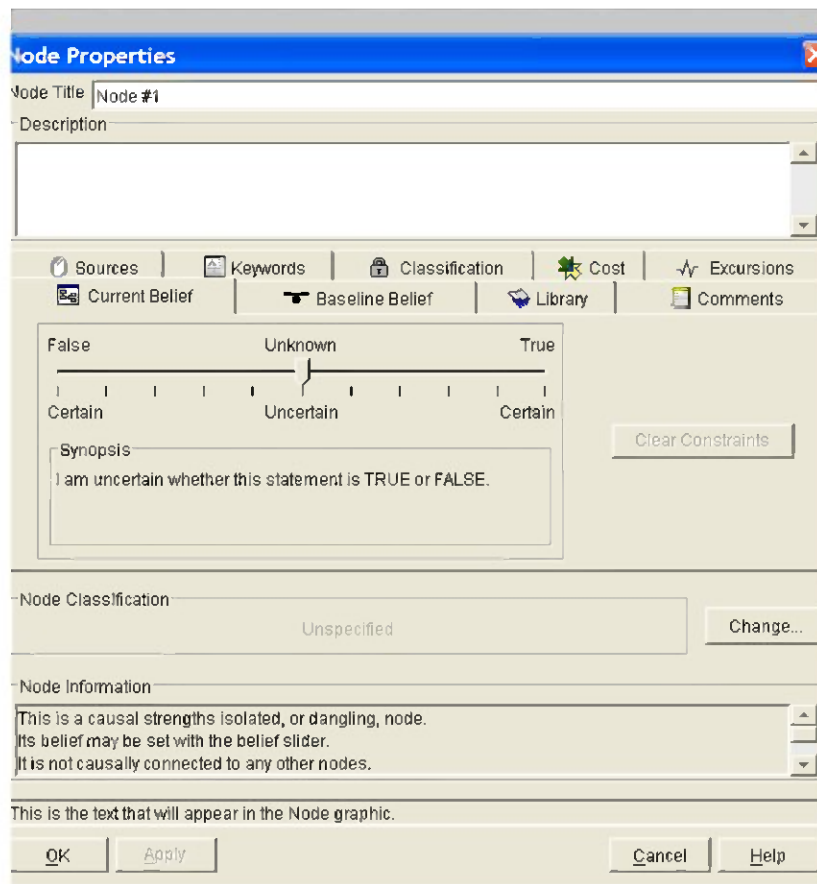 Node Properties
Node Title Node #1
Description
Sources Keywords Classification Cost Excursions
Current Belief Baseline Belief Library Comments
False Unknown True
Certain Uncertain Certain
Clear Constraints
Synopsis
I am uncertain whether this statement is TRUE or FALSE.
Node Classification
Unspecified
Change...
Node Information
This is a causal strengths isolated, or dangling, node.
Its belief may be set with the belief slider.
It is not causally connected to any other nodes.
This is the text that will appear in the Node graphic.
OK Apply Cancel Help